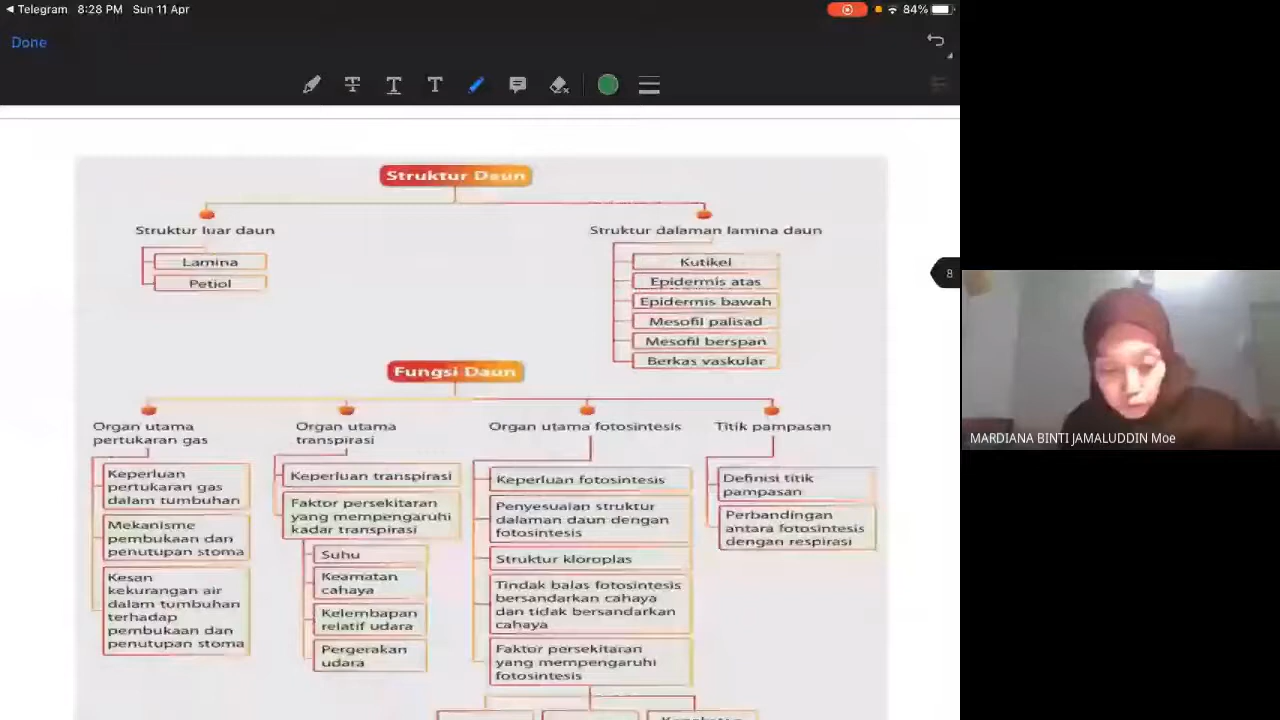 Telegram 8:28 PM Sun 11 Apr
84%
Done
T
T
T
8
Struktur Daun
Struktur luar daun
Lamina
Petiol
Struktur dalaman lamina daun
Kutikel
Epidermis atas
Epidermis bawah
Mesofil palisad
Mesofil berspan
Berkas vaskular
Fungsi Daun
Organ utama
pertukaran gas
Keperluan
pertukaran gas
dalam tumbuhan
Mekanisme
pembukaan dan
penutupan stoma
Kesan
kekurangan air
dalam tumbuhan
terhadap
pembukaan dan
penutupan stoma
Organ utama
transpirasi
Keperluan transpirasi
Faktor persekitaran
yang mempengaruhi
kadar transpirasi
Suhu
Keamatan
cahaya
Kelembapan
relatif udara
Pergerakan
udara
Organ utama fotosintesis
Keperluan fotosintesis
Penyesuaian struktur
dalaman daun dengan
fotosintesis
Struktur kloroplas
Tindak balas fotosintesis
bersandarkan cahaya
dan tidak bersandarkan
cahaya
Faktor persekitaran
yang mempengaruhi
fotosintesis
Titik pampasan
Definisi titik
pampasan
Perbandingan
antara fotosintesis
dengan respirasi
MARDIANA BINTI JAMALUDDIN Moe